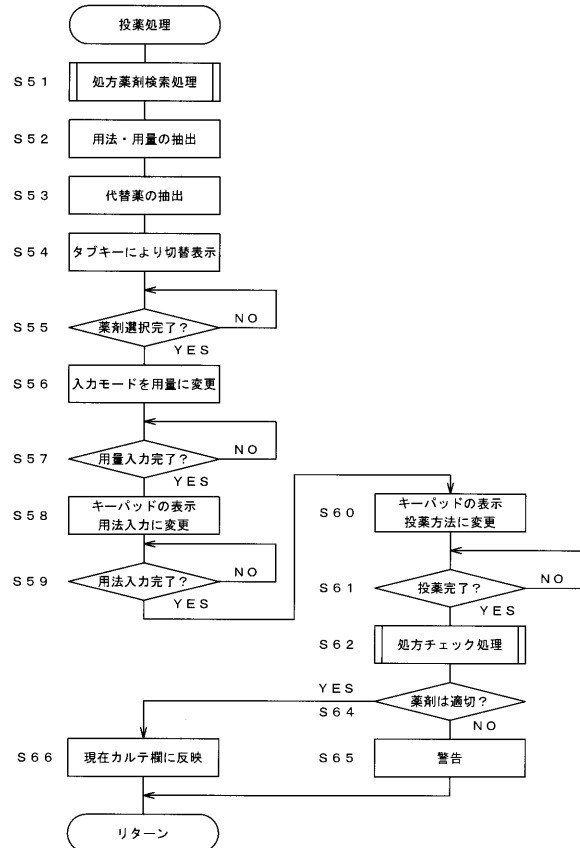 投薬処理
S51
処方薬剤検索処理
S52
用法・用量の抽出
S53
代替薬の抽出
S54
タブキーにより切替表示
S55
薬剤選択完了？
NO
YES
S56
入力モードを用量に変更
S57
用量入力完了？
NO
YES
S58
キーパッドの表示
用法入力に変更
S59
用法入力完了？
NO
YES
S60
キーパッドの表示
投薬方法に変更
S61
投薬完了？
NO
YES
S62
処方チェック処理
S64
薬剤は適切？
YES
NO
S66
現在カルテ欄に反映
S65
警告
リターン